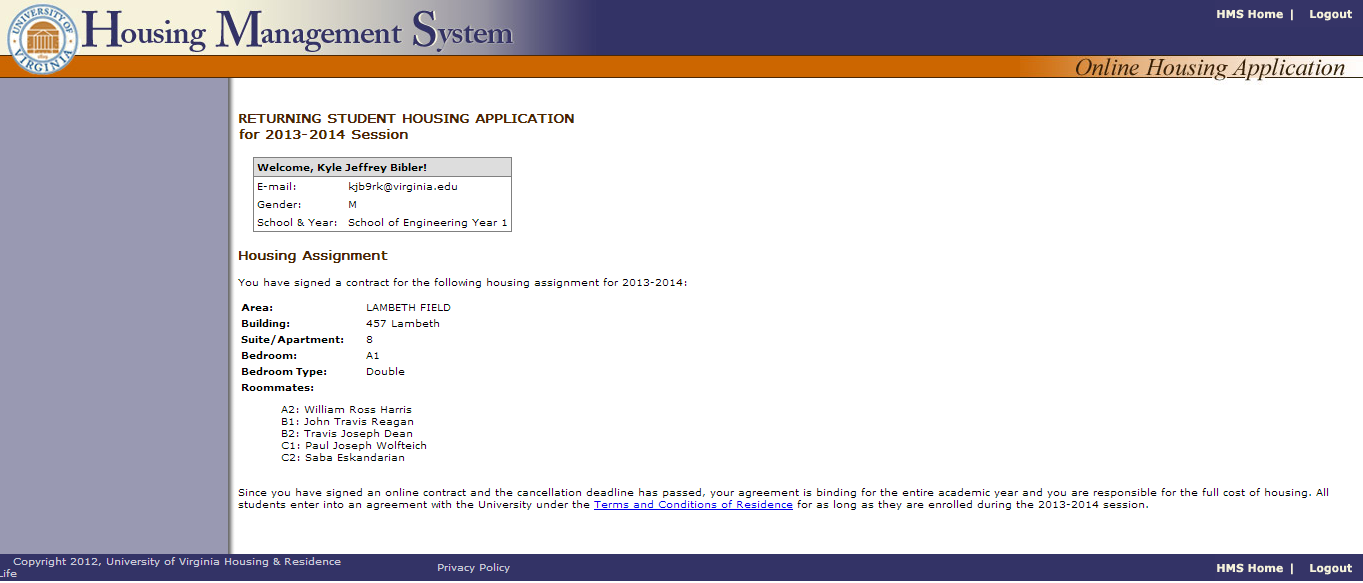 UNIVERSITY OF VIRGINIA
Housing Management System
HMS Home | Logout
Online Housing Application
RETURNING STUDENT HOUSING APPLICATION
for 2013-2014 Session
Welcome, Kyle Jeffrey Bibler!
E-mail: kjb9rk@virginia.edu
Gender: M
School & Year: School of Engineering Year 1
Housing Assignment
You have signed a contract for the following housing assignment for 2013-2014:
Area: LAMBETH FIELD
Building: 457 Lambeth
Suite/Apartment: 8
Bedroom: A1
Bedroom Type: Double
Roommates:
A2: William Ross Harris
B1: John Travis Reagan
B2: Travis Joseph Dean
C1: Paul Joseph Wolfteich
C2: Saba Eskandarian
Since you have signed an online contract and the cancellation deadline has passed, your agreement is binding for the entire academic year and you are responsible for the full cost of housing. All
students enter into an agreement with the University under the Terms and Conditions of Residence for as long as they are enrolled during the 2013-2014 session.
Copyright 2012, University of Virginia Housing & Residence
Life
Privacy Policy
HMS Home | Logout